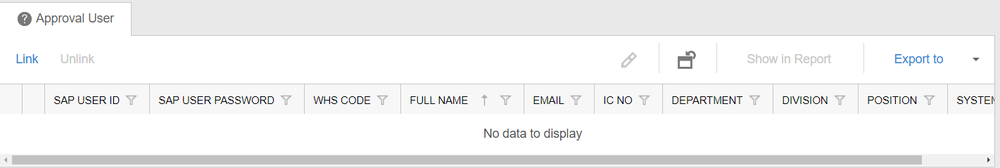 Approval User
Link Unlink Show in Report Export to
SAP USER ID SAP USER PASSWORD WHS CODE FULL NAME EMAIL IC NO DEPARTMENT DIVISION POSITION SYSTEM
No data to display